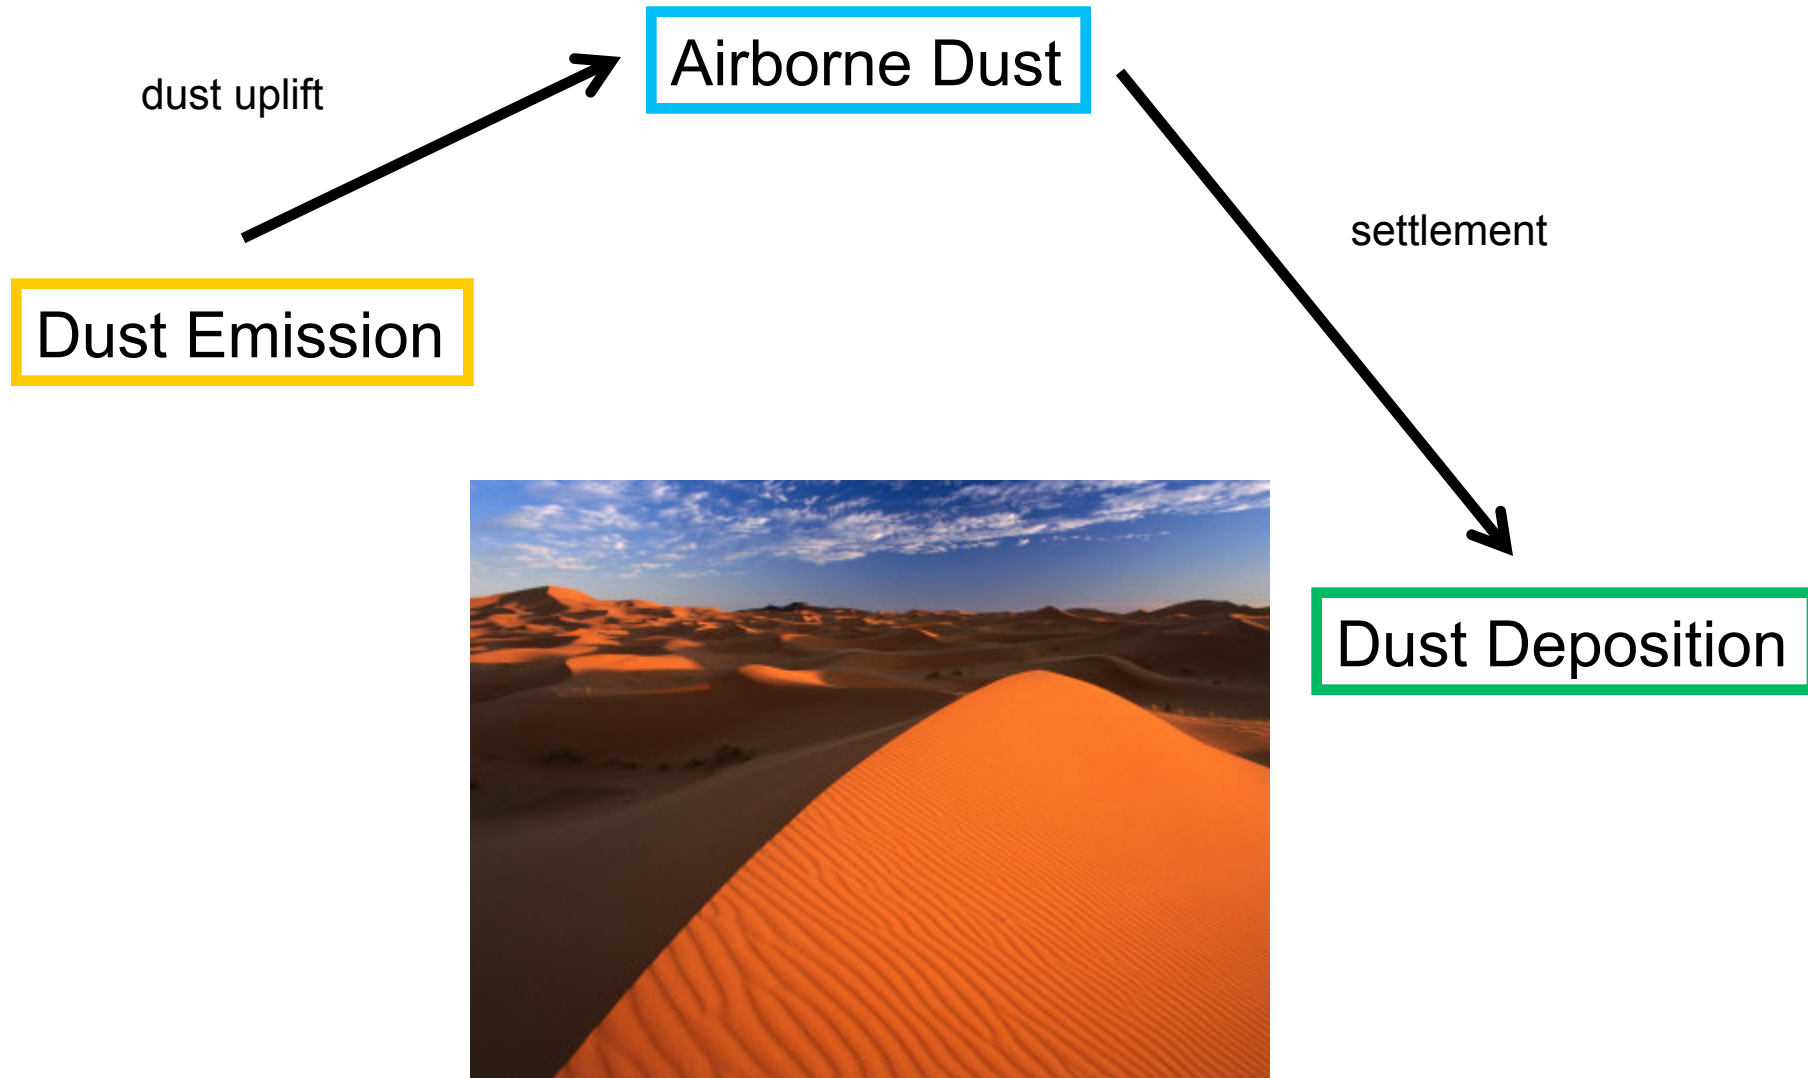 Airborne Dust
dust uplift
settlement
Dust Emission
Dust Deposition